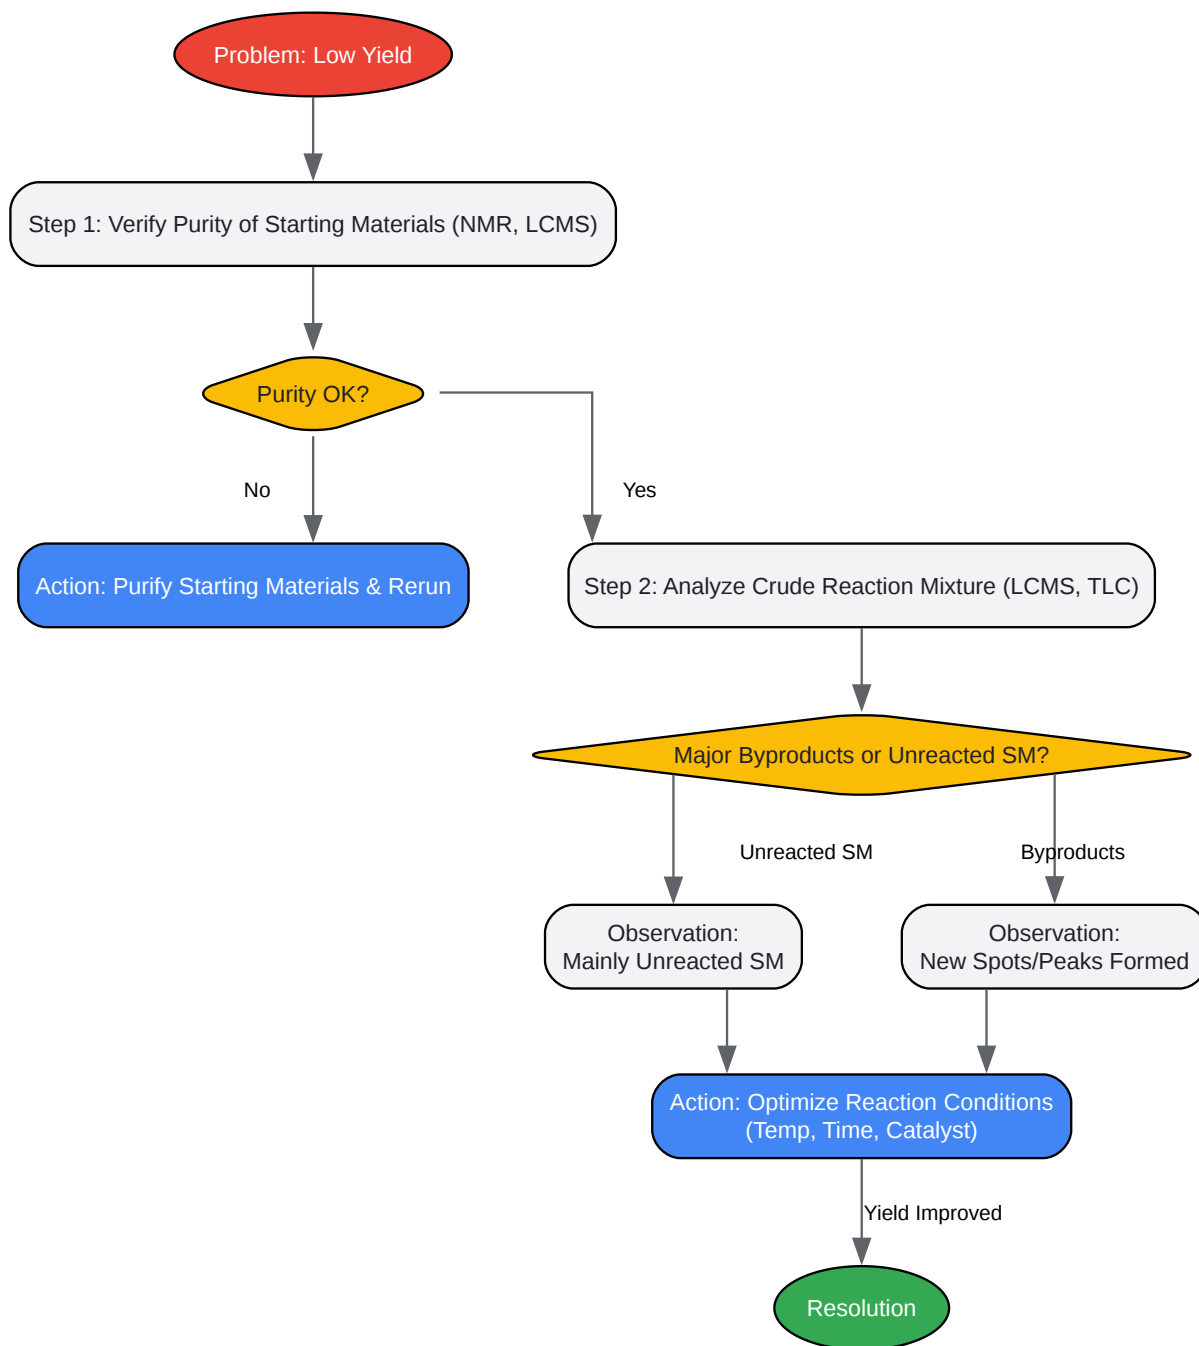 Problem: Low Yield
Step 1: Verify Purity of Starting Materials (NMR, LCMS)
Purity OK?
No
Yes
Action: Purify Starting Materials & Rerun
Step 2: Analyze Crude Reaction Mixture (LCMS, TLC)
Major Byproducts or Unreacted SM?
Unreacted SM
Byproducts
Observation:
Mainly Unreacted SM
Observation:
New Spots/Peaks Formed
Action: Optimize Reaction Conditions
(Temp, Time, Catalyst)
Yield Improved
Resolution